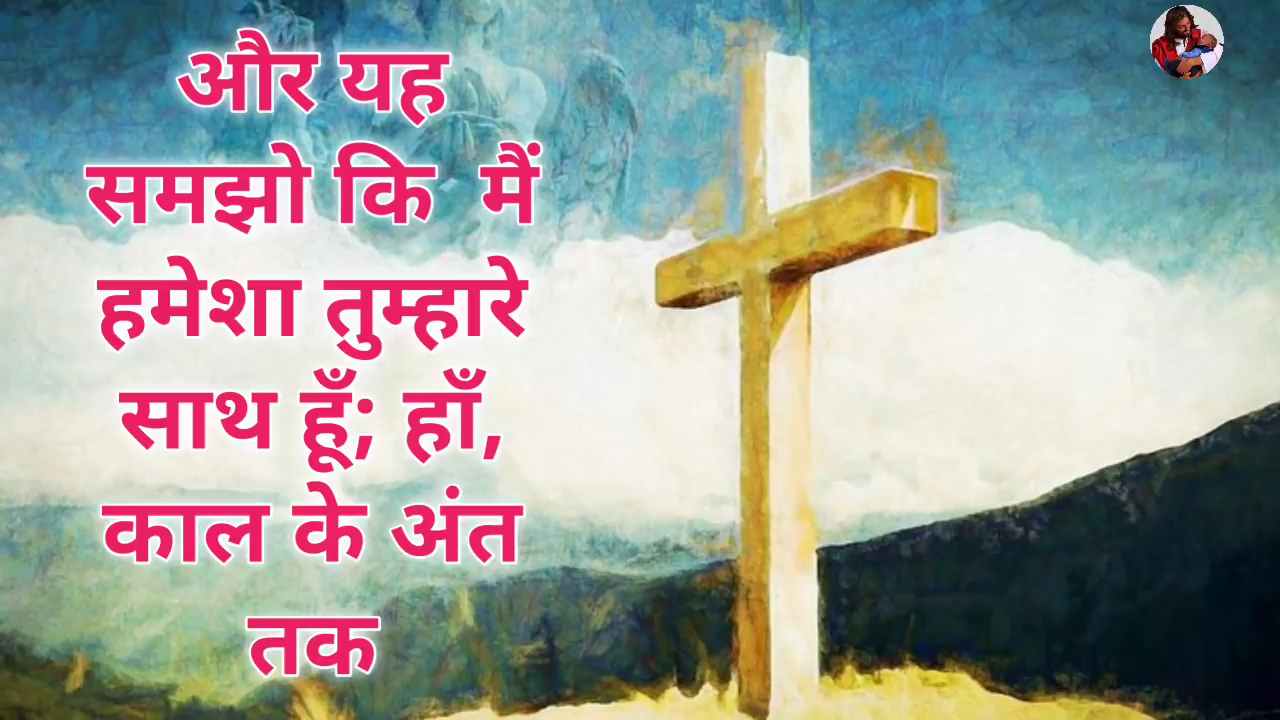 और यह
समझो कि मैं
हमेशा तुम्हारे
साथ हूँ; हाँ,
काल के अंत
तक